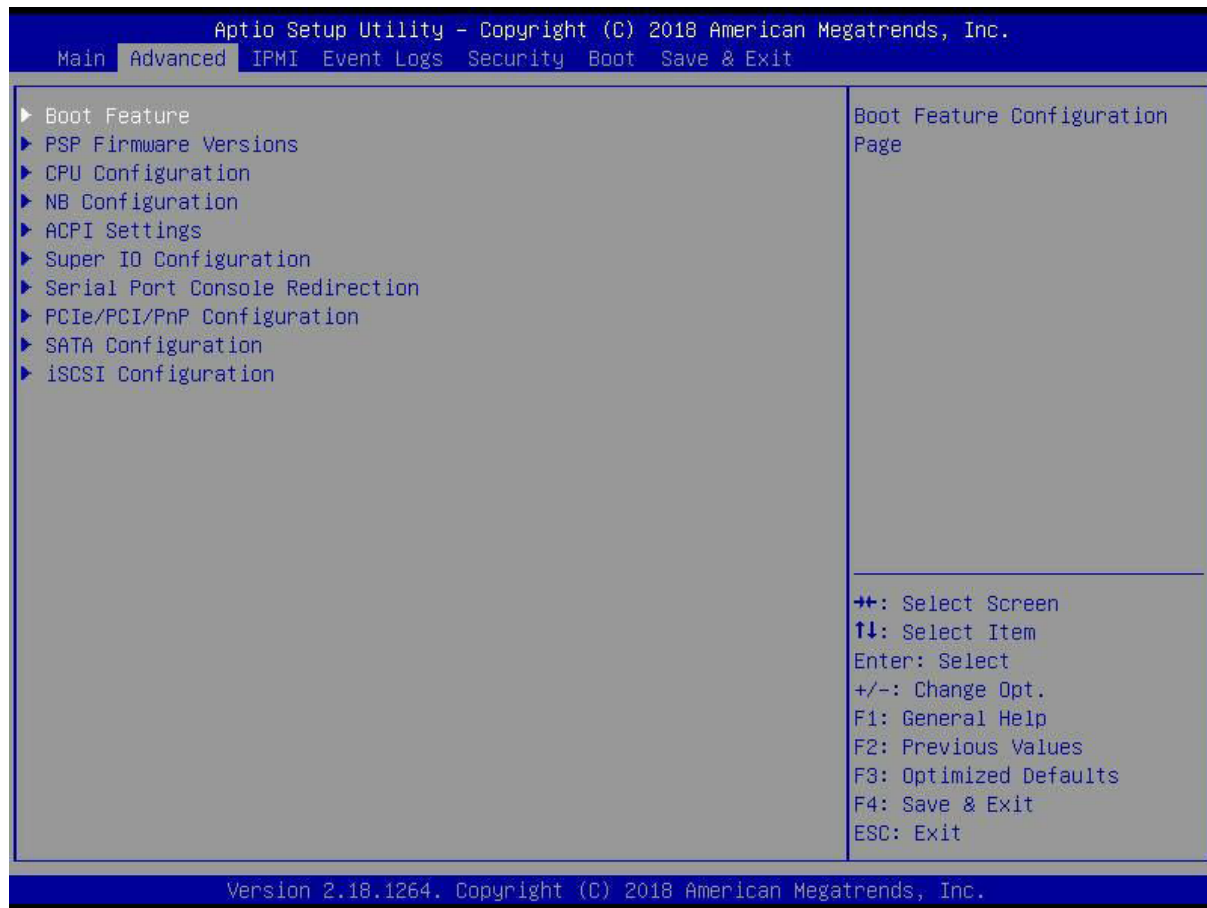 Aptio Setup Utility – Copyright (C) 2018 American Megatrends, Inc.
Main Advanced IPMI Event Logs Security Boot Save & Exit
Boot Feature
PSP Firmware Versions
CPU Configuration
NB Configuration
ACPI Settings
Super IO Configuration
Serial Port Console Redirection
PCIe/PCI/PnP Configuration
SATA Configuration
iSCSI Configuration
Boot Feature Configuration
Page
→←: Select Screen
↑↓: Select Item
Enter: Select
+/-: Change Opt.
F1: General Help
F2: Previous Values
F3: Optimized Defaults
F4: Save & Exit
ESC: Exit
Version 2.18.1264. Copyright (C) 2018 American Megatrends, Inc.